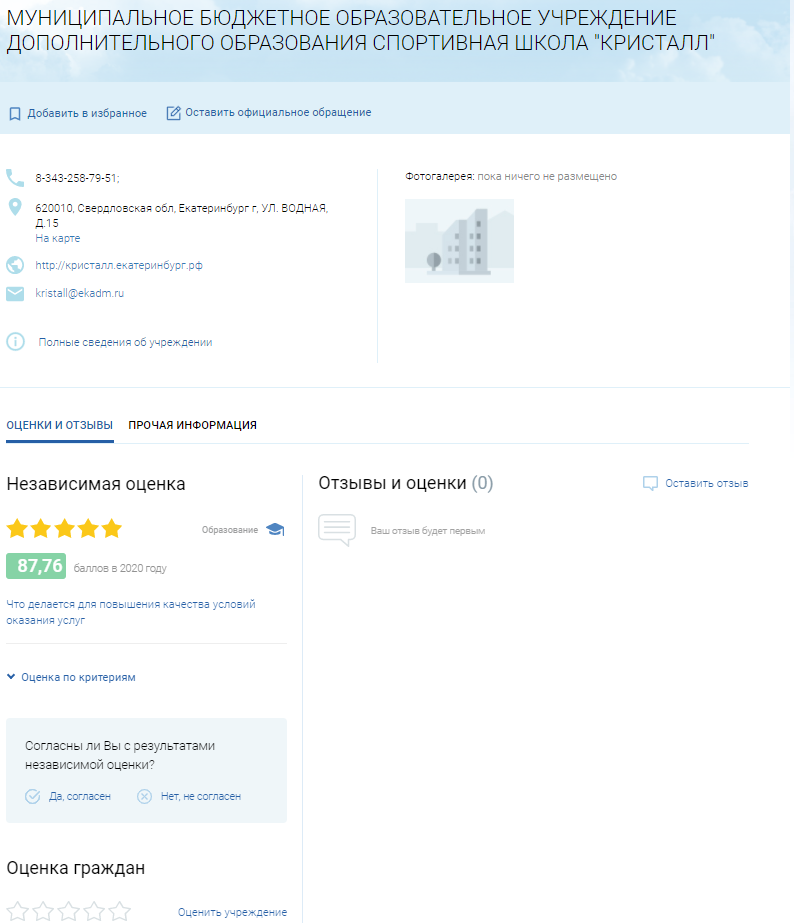 МУНИЦИПАЛЬНОЕ БЮДЖЕТНОЕ ОБРАЗОВАТЕЛЬНОЕ УЧРЕЖДЕНИЕ
ДОПОЛНИТЕЛЬНОГО ОБРАЗОВАНИЯ СПОРТИВНАЯ ШКОЛА "КРИСТАЛЛ"
Добавить в избранное Оставить официальное обращение
8-343-258-79-51;
620010, Свердловская обл, Екатеринбург г, УЛ. ВОДНАЯ,
Д.15
На карте
http://кристалл.екатеринбург.рф
kristall@ekadm.ru
Полные сведения об учреждении
Фотогалерея: пока ничего не размещено
ОЦЕНКИ И ОТЗЫВЫ ПРОЧАЯ ИНФОРМАЦИЯ
Независимая оценка
Образование
87,76 баллов в 2020 году
Что делается для повышения качества условий
оказания услуг
Оценка по критериям
Согласны ли Вы с результатами
независимой оценки?
Да, согласен Нет, не согласен
Оценка граждан
Оценить учреждение
Отзывы и оценки (0) Оставить отзыв
Ваш отзыв будет первым